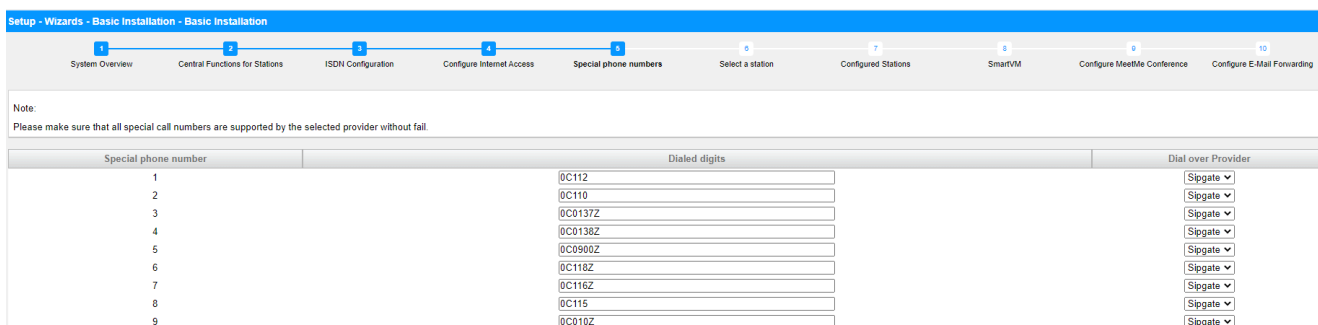 Setup - Wizards - Basic Installation - Basic Installation
1 2 3 4 5 6 7 8 9 10
System Overview Central Functions for Stations ISDN Configuration Configure Internet Access Special phone numbers Select a station Configured Stations SmartVM Configure MeetMe Conference Configure E-Mail Forwarding
Note:
Please make sure that all special call numbers are supported by the selected provider without fail.
Special phone number Dialed digits Dial over Provider
1 0C112 Sipgate
2 0C110 Sipgate
3 0C0137Z Sipgate
4 0C0138Z Sipgate
5 0C0900Z Sipgate
6 0C118Z Sipgate
7 0C116Z Sipgate
8 0C115 Sipgate
9 0C010Z Sipgate